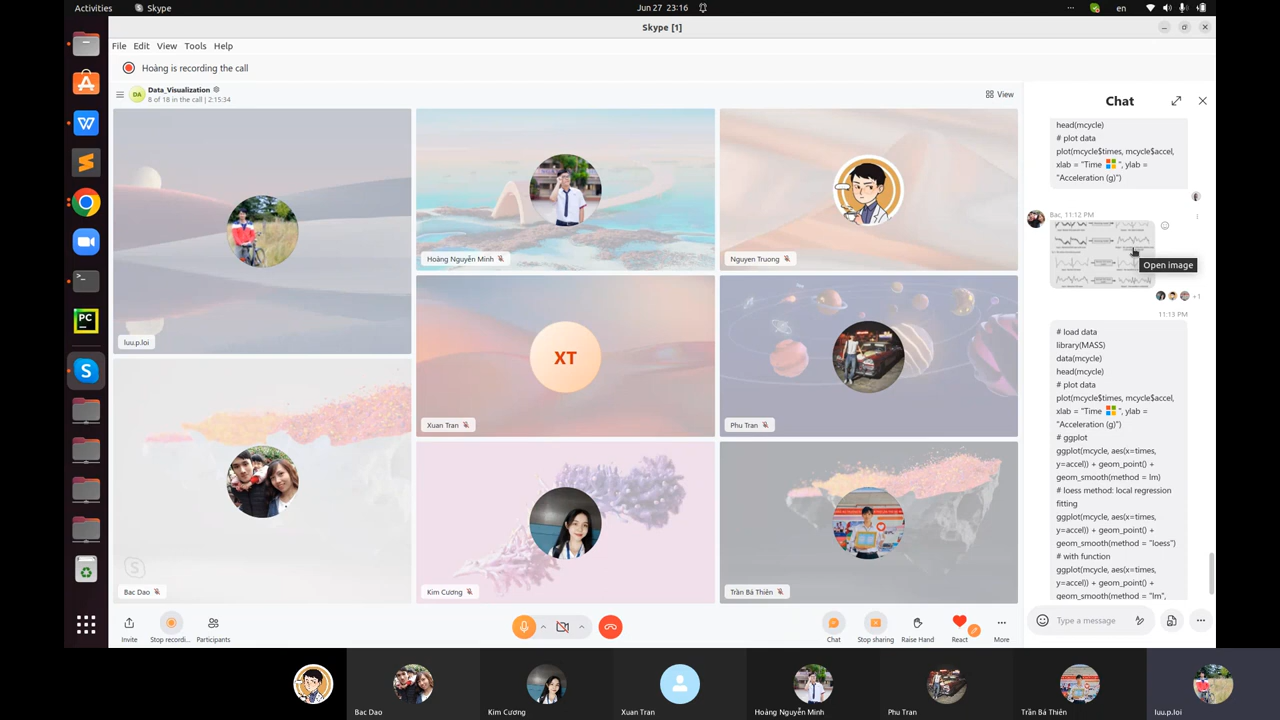 Activities
Skype
Jun 27 23:16
en
Skype [1]
File Edit View Tools Help
Hoàng is recording the call
DA
Data_Visualization
8 of 18 in the call | 2:15:34
View
luu.p.loi
Hoàng Nguyễn Minh
Nguyen Truong
XT
Xuan Tran
Phu Tran
Bac Dao
Kim Cương
Trần Bá Thiên
Invite
Stop recordi...
Participants
Chat
Stop sharing
Raise Hand
React
More
Chat
head(mcycle)
# plot data
plot(mcycle$times, mcycle$accel,
xlab = "Time ", ylab =
"Acceleration (g)")
Bac, 11:12 PM
Open image
+1
11:13 PM
# load data
library(MASS)
data(mcycle)
head(mcycle)
# plot data
plot(mcycle$times, mcycle$accel,
xlab = "Time ", ylab =
"Acceleration (g)")
# ggplot
ggplot(mcycle, aes(x=times,
y=accel)) + geom_point() +
geom_smooth(method = lm)
# loess method: local regression
fitting
ggplot(mcycle, aes(x=times,
y=accel)) + geom_point() +
geom_smooth(method = "loess")
# with function
ggplot(mcycle, aes(x=times,
y=accel)) + geom_point() +
geom_smooth(method = "lm",
Type a message
Bac Dao
Kim Cương
Xuan Tran
Hoàng Nguyễn Minh
Phu Tran
Trần Bá Thiên
luu.p.loi